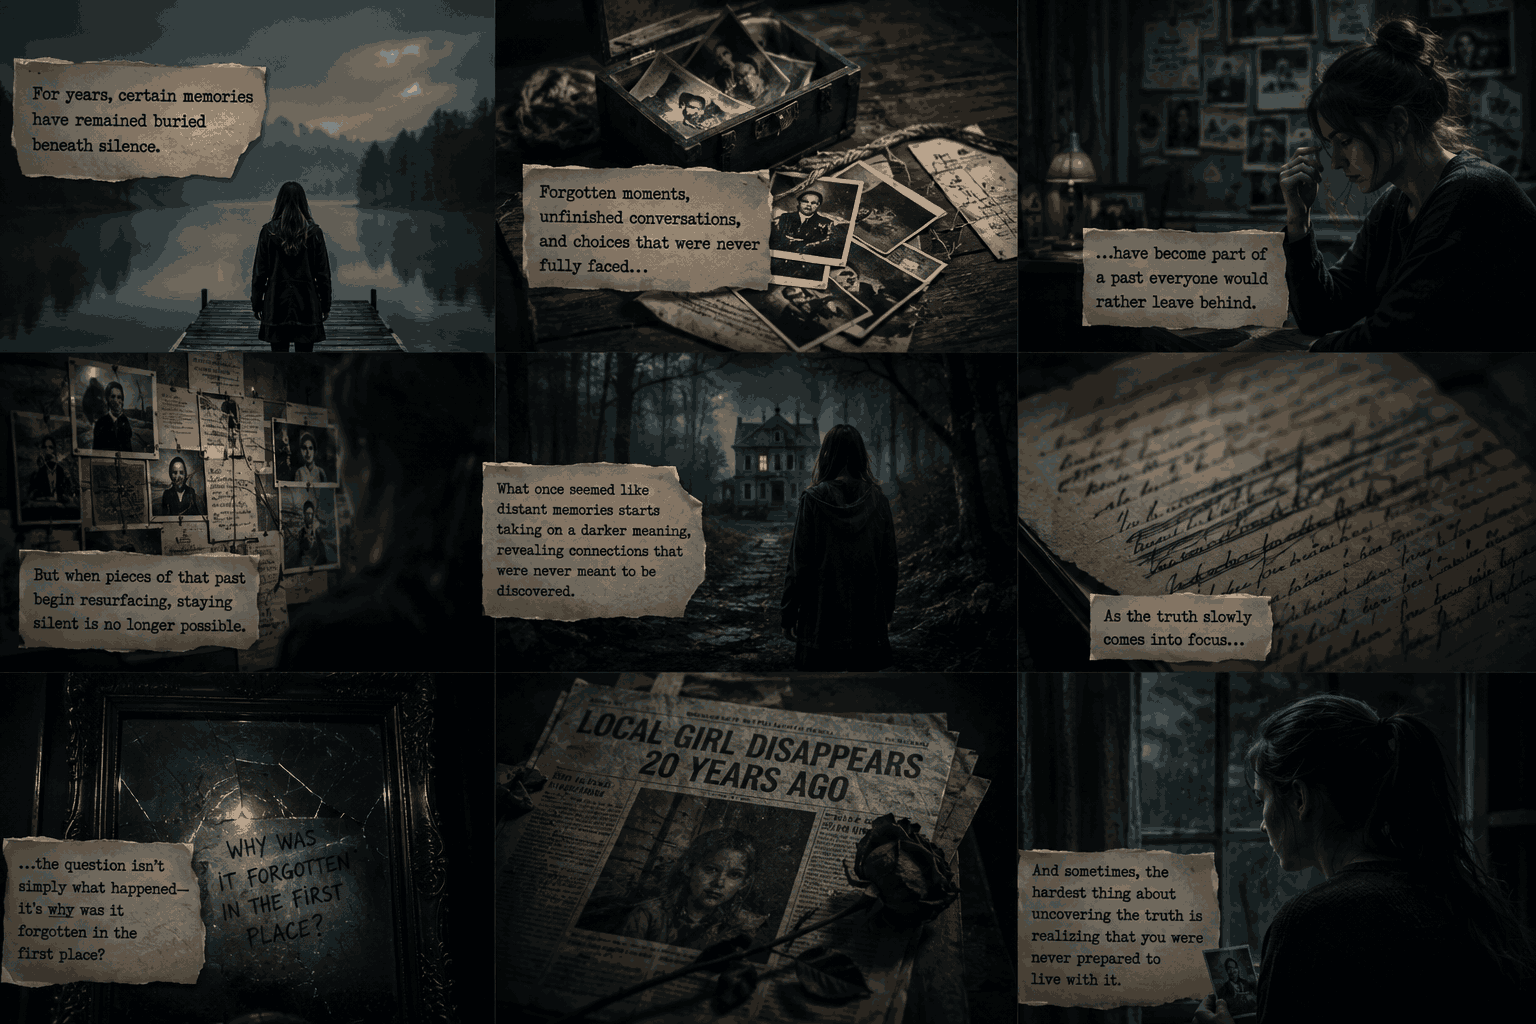 For years, certain memories
have remained buried
beneath silence.
Forgotten moments,
unfinished conversations,
and choices that were never
fully faced...
...have become part of
a past everyone would
rather leave behind.
But when pieces of that past
begin resurfacing, staying
silent is no longer possible.
What once seemed like
distant memories starts
taking on a darker meaning,
revealing connections that
were never meant to be
discovered.
As the truth slowly
comes into focus...
...the question isn't
simply what happened—
it's why was it
forgotten in the
first place?
WHY WAS
IT FORGOTTEN
IN THE FIRST
PLACE?
LOCAL GIRL DISAPPEARS
20 YEARS AGO
And sometimes, the
hardest thing about
uncovering the truth is
realizing that you were
never prepared to
live with it.